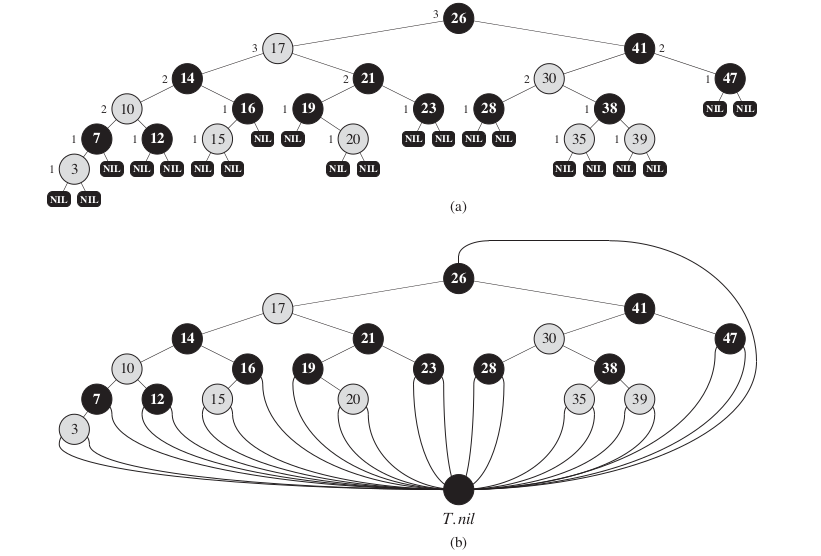 3 26
3 17 41 2
2 14 2 21 2 30 1 47
2 10 1 16 1 19 1 23 1 28 1 38 NIL NIL
1 7 1 12 1 15 NIL NIL 1 20 NIL NIL NIL NIL 1 35 1 39
1 3 NIL NIL NIL NIL NIL NIL NIL NIL NIL NIL NIL
NIL NIL
(a)
26
17 41
14 21 30 47
10 16 19 23 28 38
7 12 15 20 35 39
3
T.nil
(b)